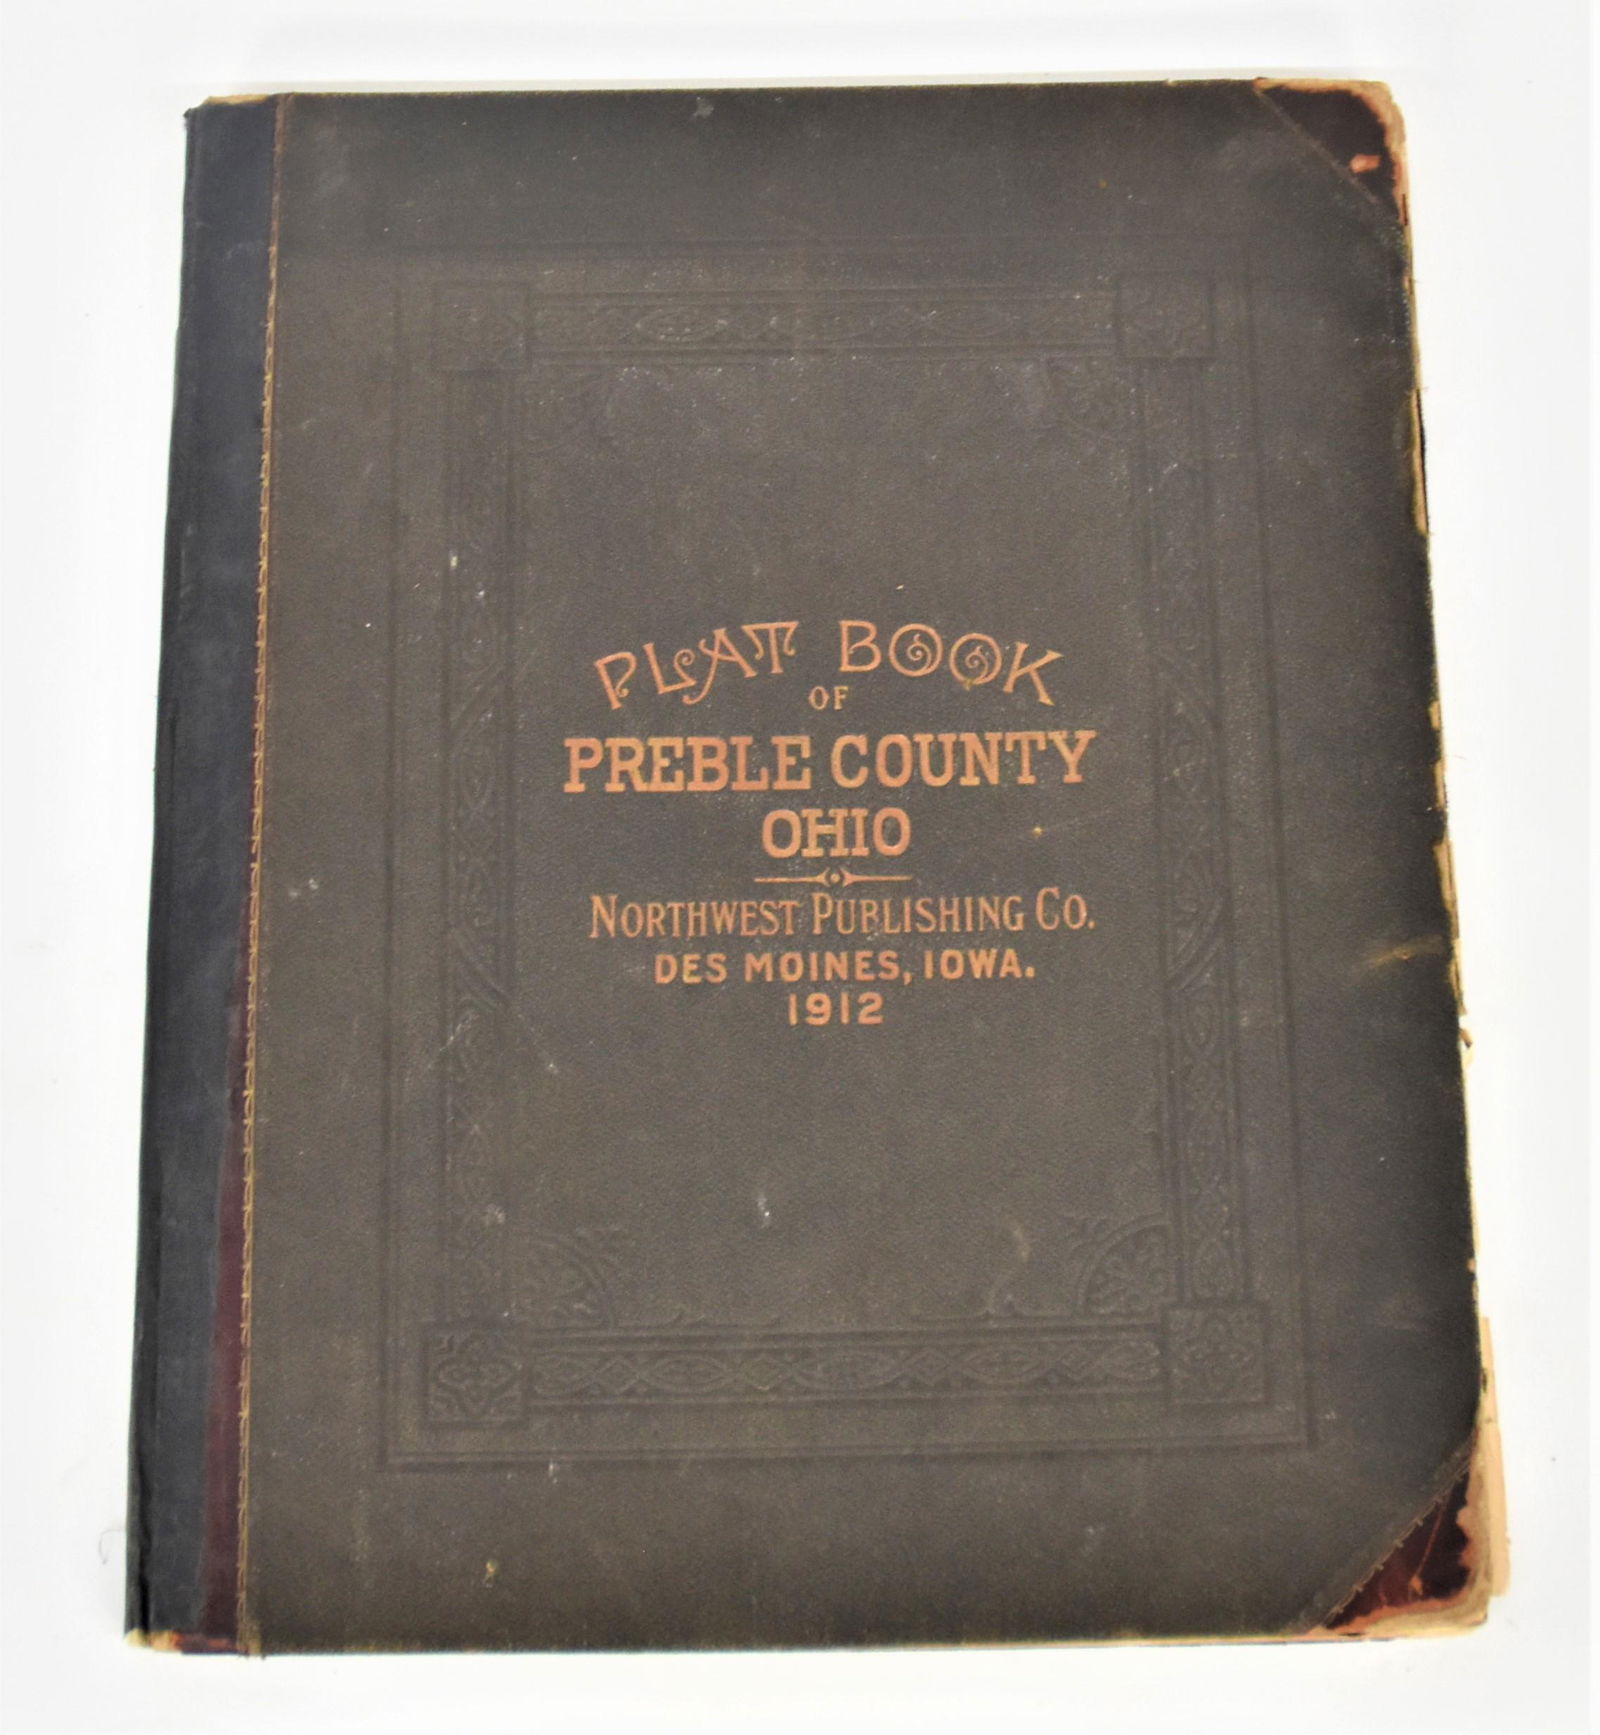 PLAT BOOK
OF
PREBLE COUNTY
OHIO
NORTHWEST PUBLISHING CO.
DES MOINES, IOWA.
1912